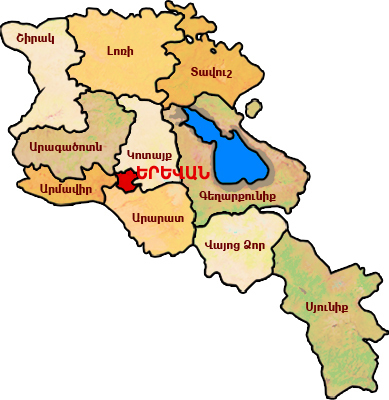 Շիրակ
Լոռի
Տավուշ
Արագածոտն
Կոտայք
ԵՐԵՎԱՆ
Արմավիր
Գեղարքունիք
Արարատ
Վայոց Ձոր
Սյունիք